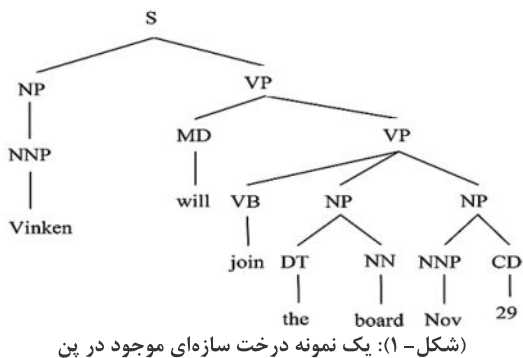 S
NP VP
NNP MD VP
Vinken will VB NP NP
join DT NN NNP CD
the board Nov 29
(شکل- ۱): یک نمونه درخت سازه‌ای موجود در پن